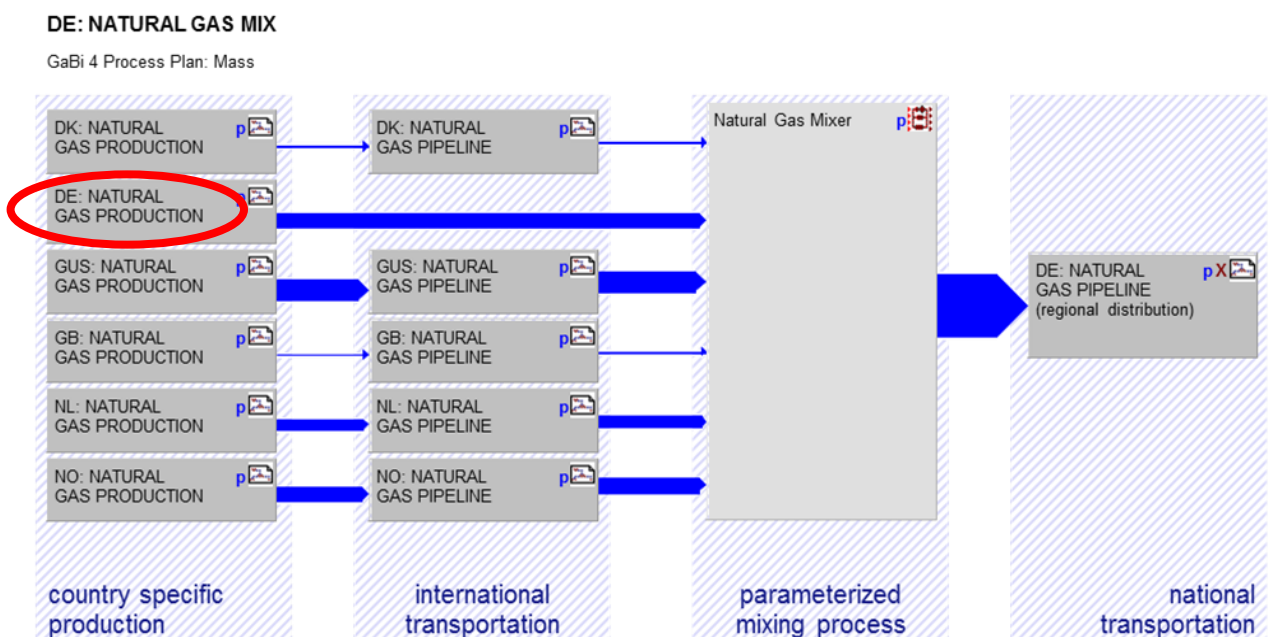 DE: NATURAL GAS MIX
GaBi 4 Process Plan: Mass
DK: NATURAL
GAS PRODUCTION
p
DK: NATURAL
GAS PIPELINE
p
Natural Gas Mixer
p
DE: NATURAL
GAS PRODUCTION
p
GUS: NATURAL
GAS PRODUCTION
p
GUS: NATURAL
GAS PIPELINE
p
DE: NATURAL
GAS PIPELINE
(regional distribution)
pX
GB: NATURAL
GAS PRODUCTION
p
GB: NATURAL
GAS PIPELINE
p
NL: NATURAL
GAS PRODUCTION
p
NL: NATURAL
GAS PIPELINE
p
NO: NATURAL
GAS PRODUCTION
p
NO: NATURAL
GAS PIPELINE
p
country specific
production
international
transportation
parameterized
mixing process
national
transportation